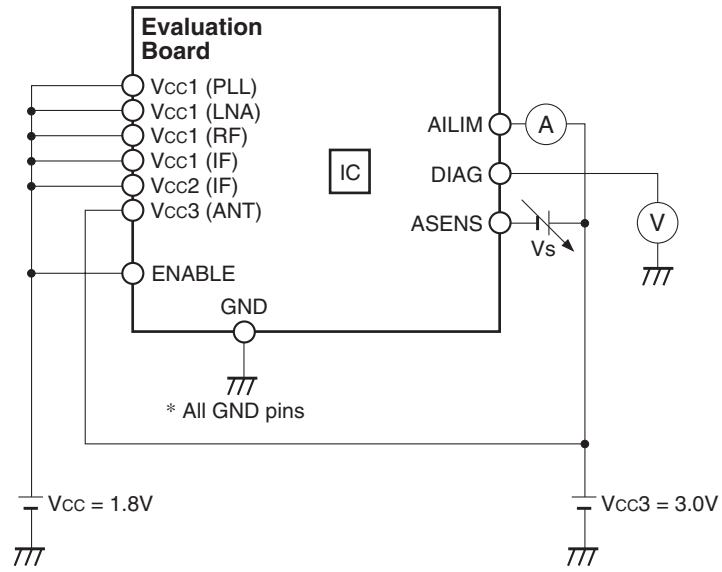 Evaluation
Board
Vcc1 (PLL)
Vcc1 (LNA)
Vcc1 (RF)
Vcc1 (IF)
Vcc2 (IF)
Vcc3 (ANT)
ENABLE
GND
* All GND pins
IC
AILIM
A
DIAG
V
ASENS
Vs
Vcc = 1.8V
Vcc3 = 3.0V